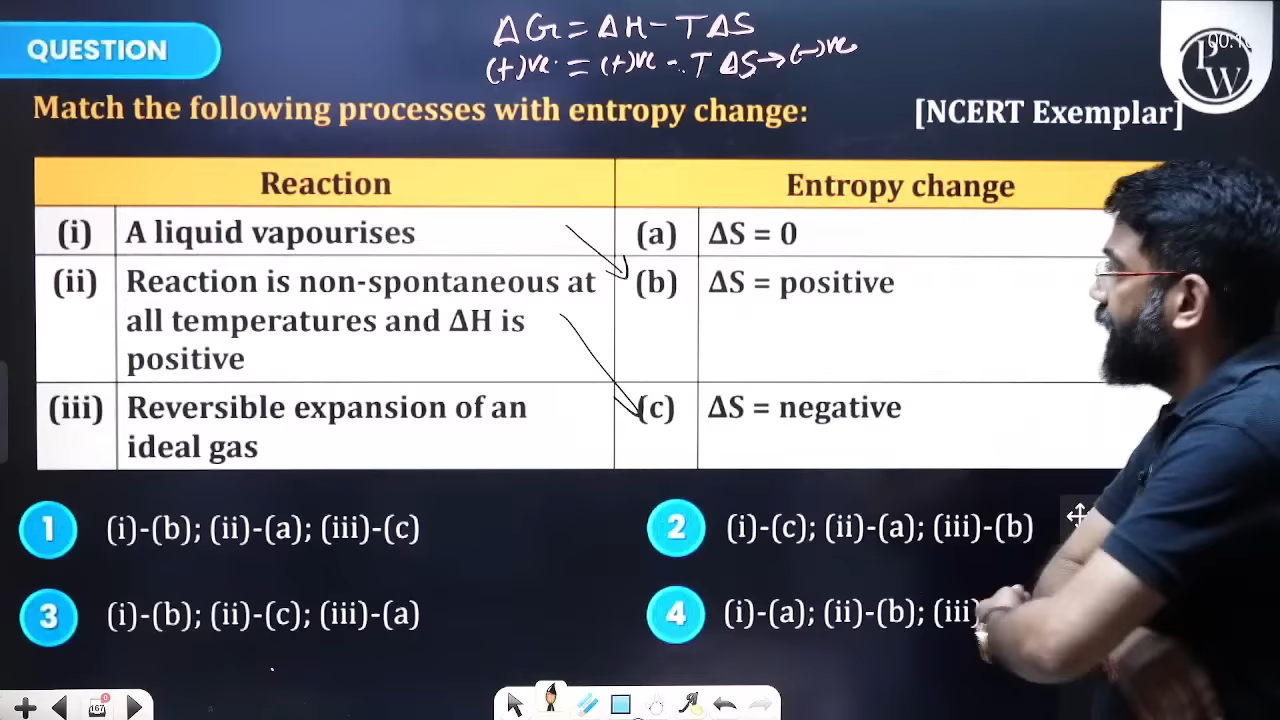 ΔG = ΔH - TΔS
QUESTION
(+)ve = (+)ve - TΔS → (-)ve
Match the following processes with entropy change: [NCERT Exemplar]
Reaction Entropy change
(i) A liquid vapourises (a) ΔS = 0
(ii) Reaction is non-spontaneous at (b) ΔS = positive
all temperatures and ΔH is
positive
(iii) Reversible expansion of an (c) ΔS = negative
ideal gas
1 (i)-(b); (ii)-(a); (iii)-(c) 2 (i)-(c); (ii)-(a); (iii)-(b)
3 (i)-(b); (ii)-(c); (iii)-(a) 4 (i)-(a); (ii)-(b); (iii)
167